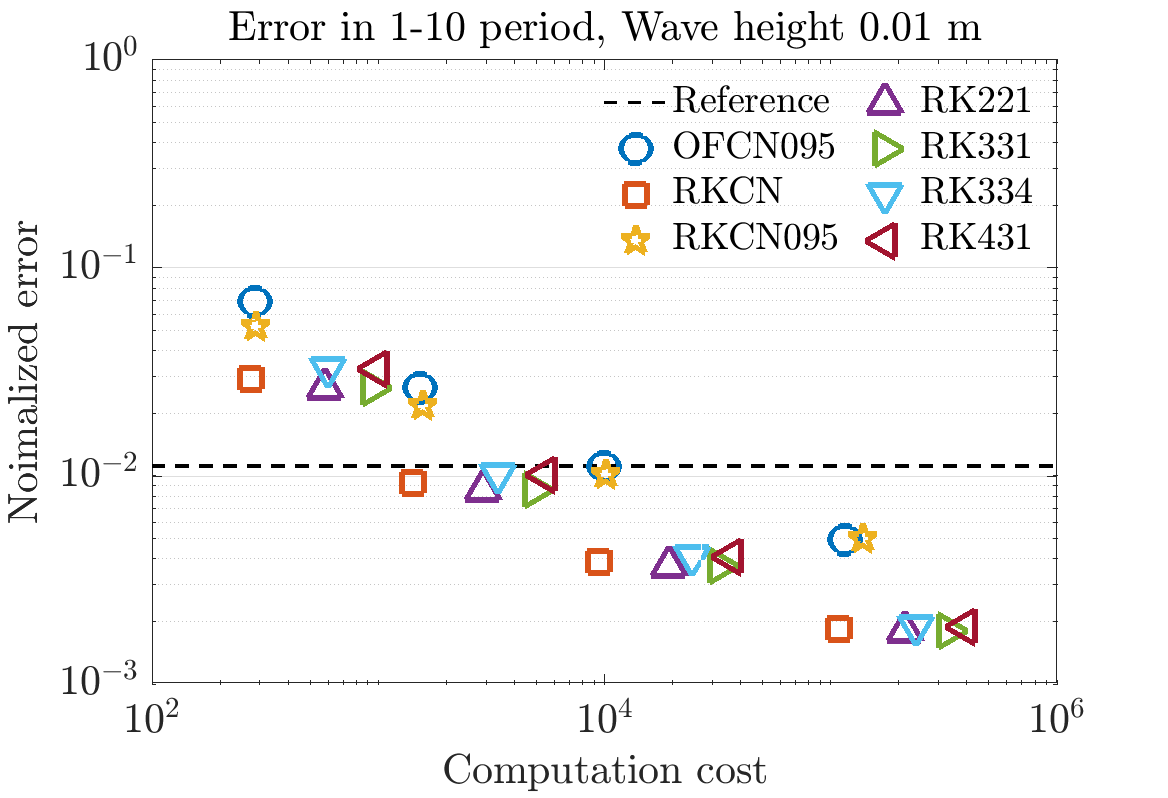 Error in 1-10 period, Wave height 0.01 m
10^0
Reference
RK221
OFCN095
RK331
RKCN
RK334
RKCN095
RK431
10^-1
10^-2
10^-3
Noimalized error
10^2
10^4
10^6
Computation cost